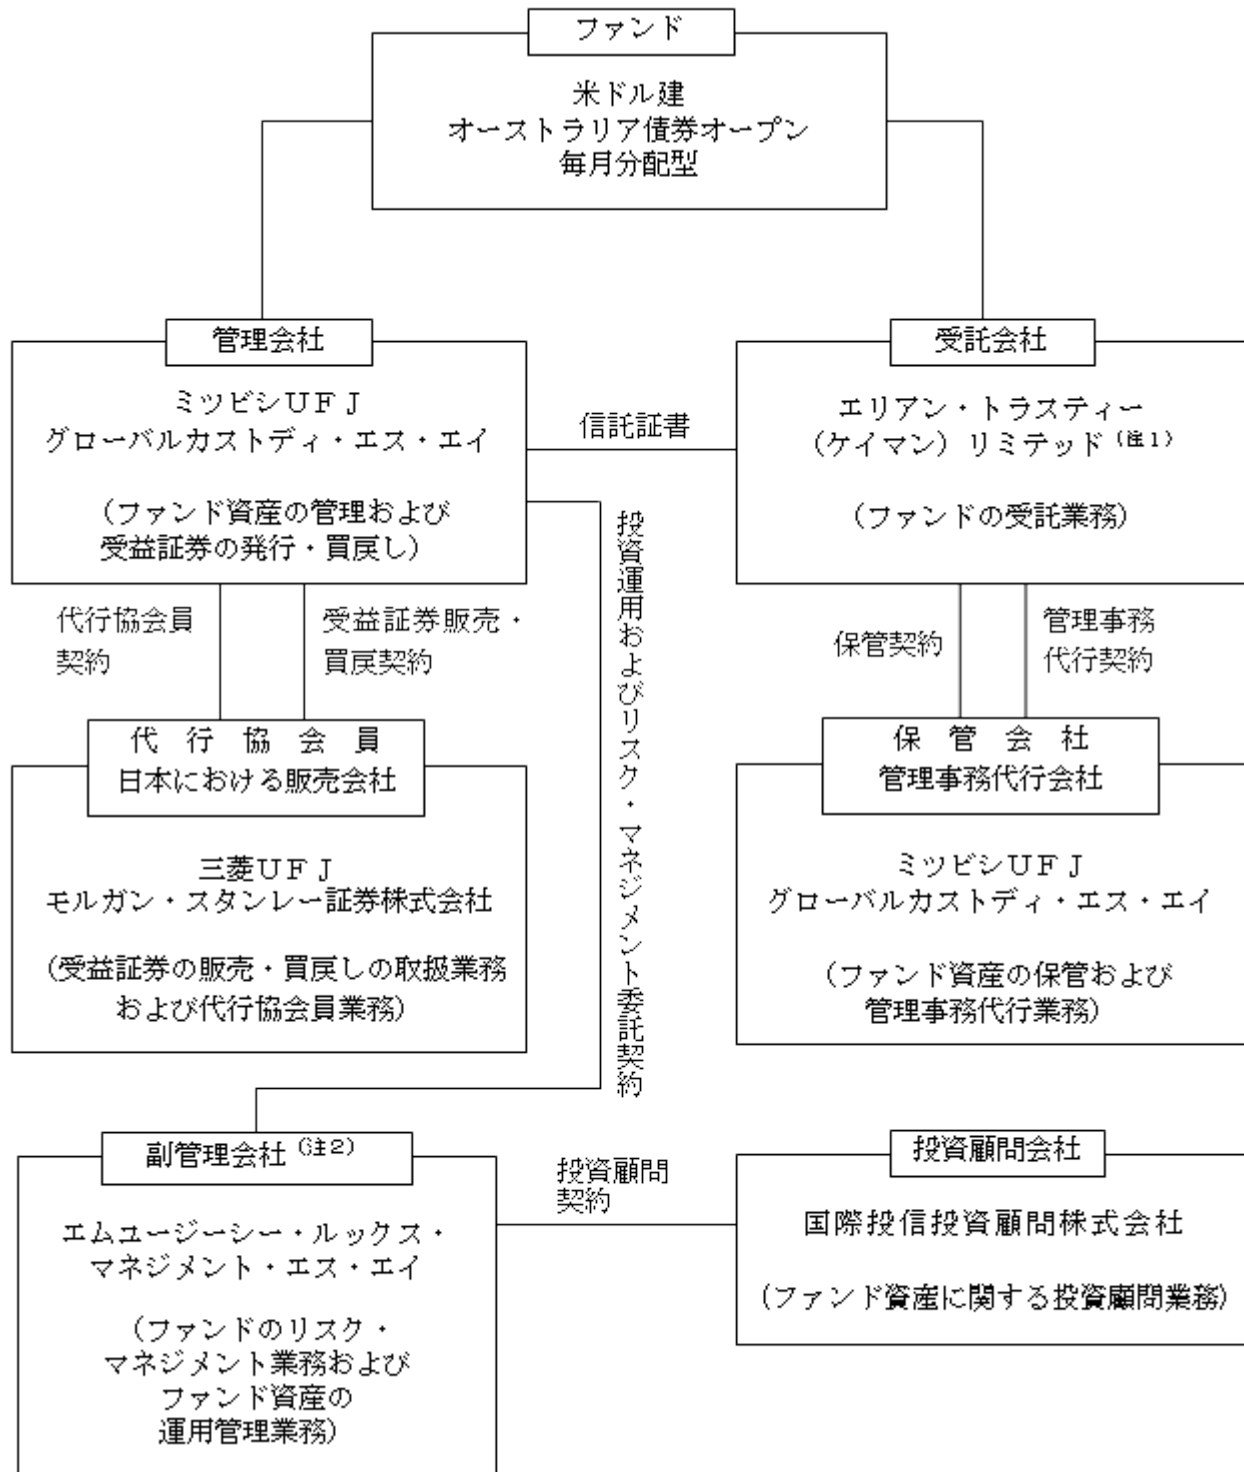 ファンド
米ドル建
オーストラリア債券オープン
毎月分配型
管理会社
ミツビシＵＦＪ
グローバルカストディ・エス・エイ
（ファンド資産の管理および
受益証券の発行・買戻し）
信託証書
受託会社
エリアン・トラスティー
（ケイマン）リミテッド（注１）
（ファンドの受託業務）
代行協会員
契約
受益証券販売・
買戻契約
投資運用およびリスク・マネジメント委託契約
保管契約
管理事務
代行契約
代行協会員
日本における販売会社
三菱ＵＦＪ
モルガン・スタンレー証券株式会社
（受益証券の販売・買戻しの取扱業務
および代行協会員業務）
保管会社
管理事務代行会社
ミツビシＵＦＪ
グローバルカストディ・エス・エイ
（ファンド資産の保管および
管理事務代行業務）
副管理会社（注２）
エムユージーシー・ルックス・
マネジメント・エス・エイ
（ファンドのリスク・
マネジメント業務および
ファンド資産の
運用管理業務）
投資顧問
契約
投資顧問会社
国際投信投資顧問株式会社
（ファンド資産に関する投資顧問業務）